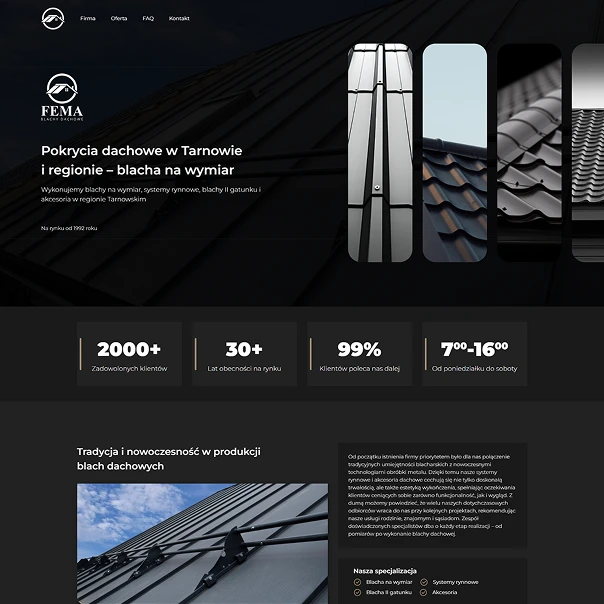 Firma Oferta FAQ Kontakt
FEMA
BLACHY DACHOWE
Pokrycia dachowe w Tarnowie
i regionie – blacha na wymiar
Wykonujemy blachy na wymiar, systemy rynnowe, blachy II gatunku i
akcesoria w regionie Tarnowskim
Na rynku od 1992 roku
2000+ 30+ 99% 7⁰⁰-16⁰⁰
Zadowolonych klientów Lat obecności na rynku Klientów poleca nas dalej Od poniedziałku do soboty
Tradycja i nowoczesność w produkcji
blach dachowych
Od początku istnienia firmy priorytetem było dla nas połączenie
tradycyjnych umiejętności blacharskich z nowoczesnymi
technologiami obróbki metalu. Dzięki temu nasze systemy
rynnowe i akcesoria dachowe cechują się nie tylko doskonałą
trwałością, ale także estetyką wykończenia, spełniając oczekiwania
klientów ceniących sobie zarówno funkcjonalność, jak i wygląd. Z
dumą możemy powiedzieć, że wielu naszych dotychczasowych
odbiorców wraca do nas przy kolejnych projektach, rekomendując
nasze usługi rodzinie, znajomym i sąsiadom. Zespół
doświadczonych specjalistów dba o każdy etap realizacji – od
pomiarów po wykonanie blachy dachowej.
Nasza specjalizacja
Blacha na wymiar Systemy rynnowe
Blacha II gatunku Akcesoria